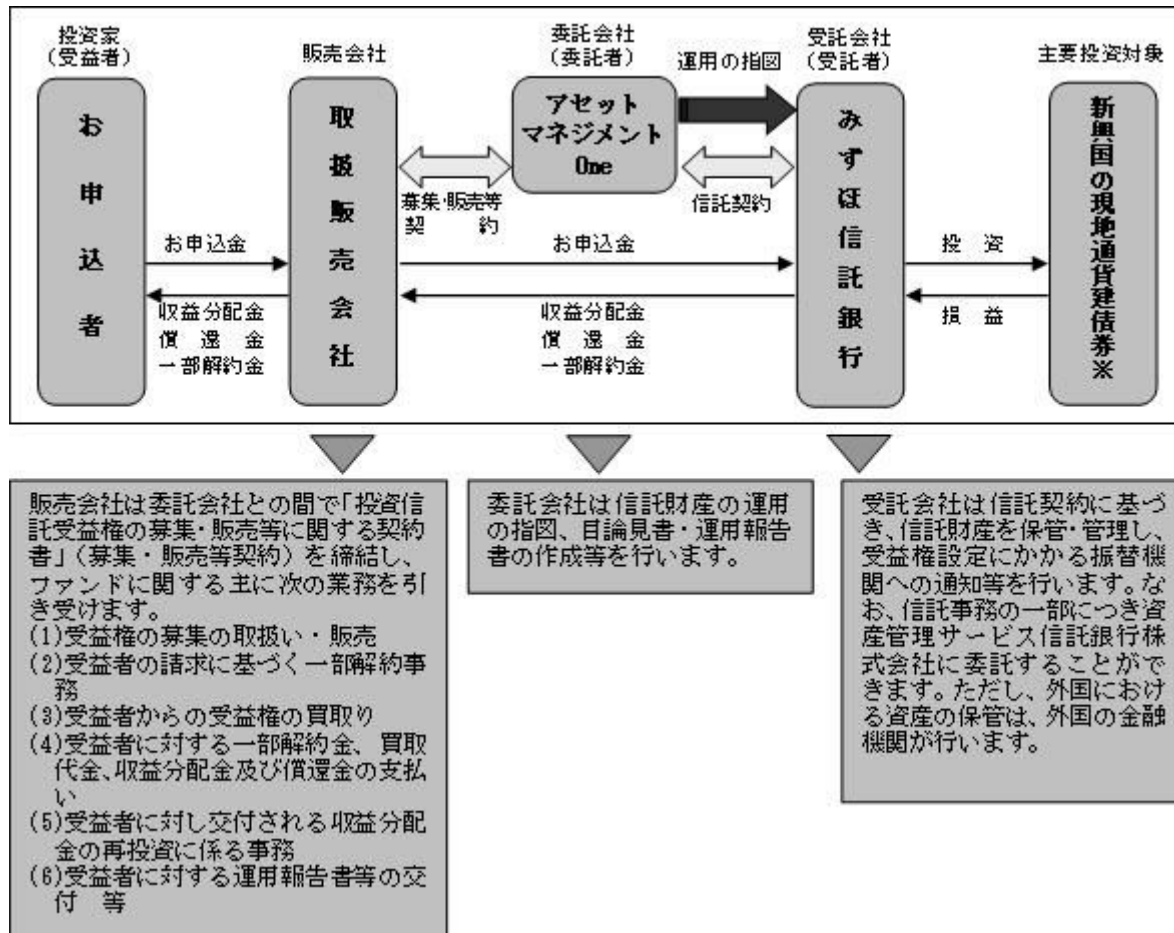 投資家
(受益者)
お申込者
販売会社
取扱販売会社
委託会社
(委託者)
アセット
マネジメント
One
運用の指図
受託会社
(受託者)
みずほ信託銀行
主要投資対象
新興国の現地通貨建債券※
募集・販売等
契 約
信託契約
お申込金
収益分配金
償 還 金
一部解約金
お申込金
収益分配金
償 還 金
一部解約金
投 資
損 益
販売会社は委託会社との間で「投資信
託受益権の募集・販売等に関する契約
書」(募集・販売等契約)を締結し、
ファンドに関する主に次の業務を引
き受けます。
(1)受益権の募集の取扱い・販売
(2)受益者の請求に基づく一部解約事
務
(3)受益者からの受益権の買取り
(4)受益者に対する一部解約金、買取
代金、収益分配金及び償還金の支払
い
(5)受益者に対し交付される収益分配
金の再投資に係る事務
(6)受益者に対する運用報告書等の交
付 等
委託会社は信託財産の運用
の指図、目論見書・運用報告
書の作成等を行います。
受託会社は信託契約に基づ
き、信託財産を保管・管理し、
受益権設定にかかる振替機
関への通知等を行います。な
お、信託事務の一部につき資
産管理サービス信託銀行株
式会社に委託することがで
きます。ただし、外国におけ
る資産の保管は、外国の金融
機関が行います。